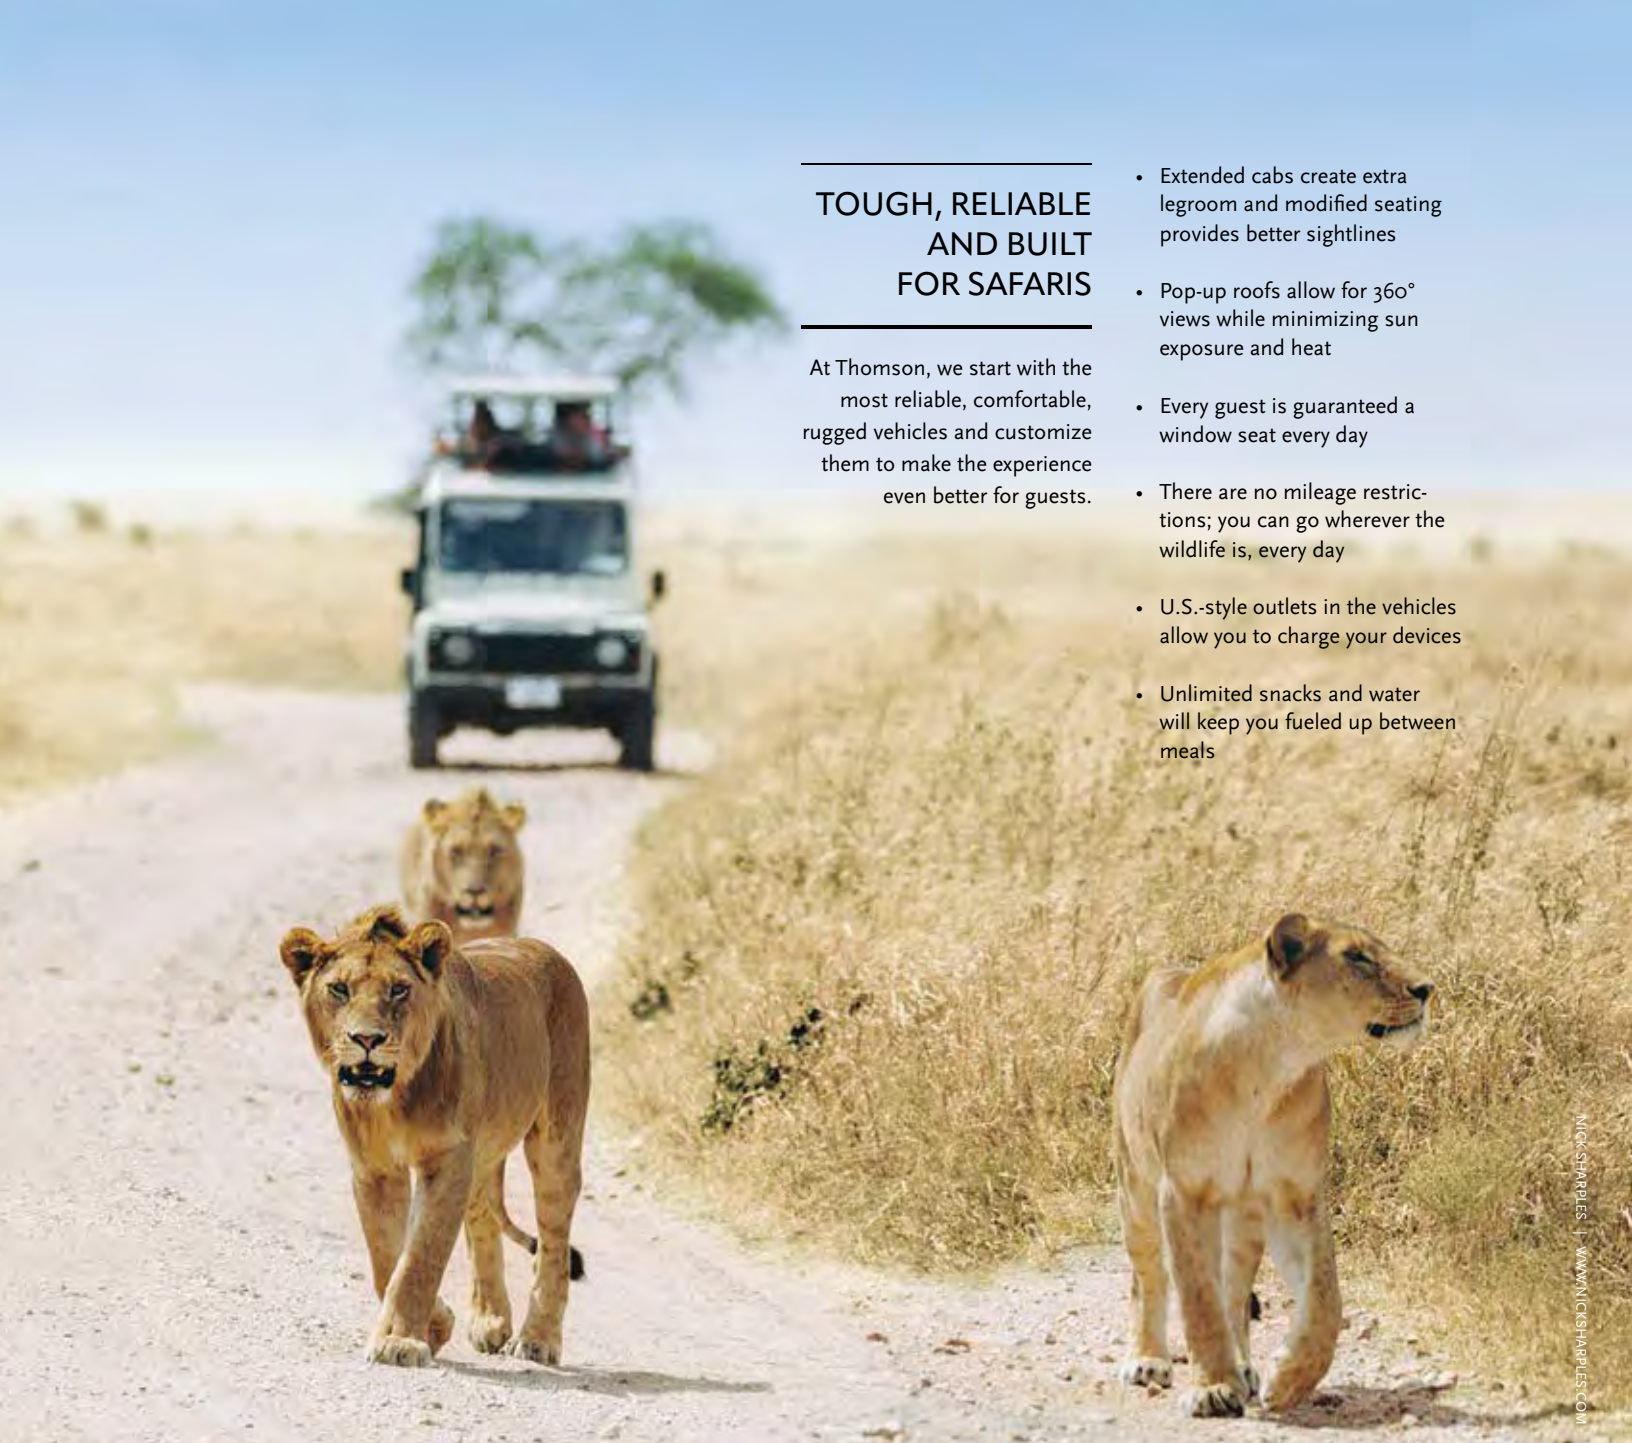 TOUGH, RELIABLE
AND BUILT
FOR SAFARIS
At Thomson, we start with the
most reliable, comfortable,
rugged vehicles and customize
them to make the experience
even better for guests.
• Extended cabs create extra
legroom and modified seating
provides better sightlines
• Pop-up roofs allow for 360°
views while minimizing sun
exposure and heat
• Every guest is guaranteed a
window seat every day
• There are no mileage restric-
tions; you can go wherever the
wildlife is, every day
• U.S.-style outlets in the vehicles
allow you to charge your devices
• Unlimited snacks and water
will keep you fueled up between
meals
NICK SHARPLES | WWW.NICKSHARPLES.COM